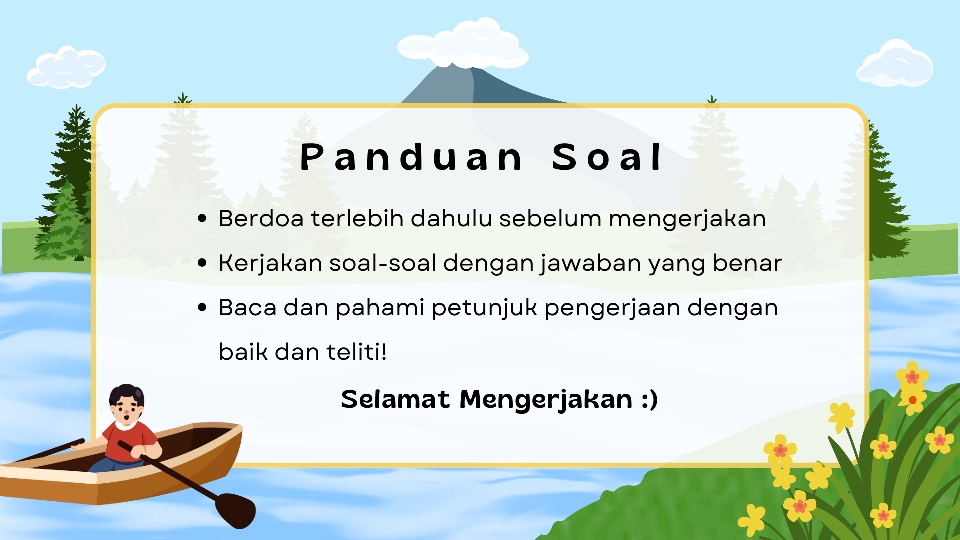 Panduan Soal
• Berdoa terlebih dahulu sebelum mengerjakan
• Kerjakan soal-soal dengan jawaban yang benar
• Baca dan pahami petunjuk pengerjaan dengan
baik dan teliti!
Selamat Mengerjakan :)